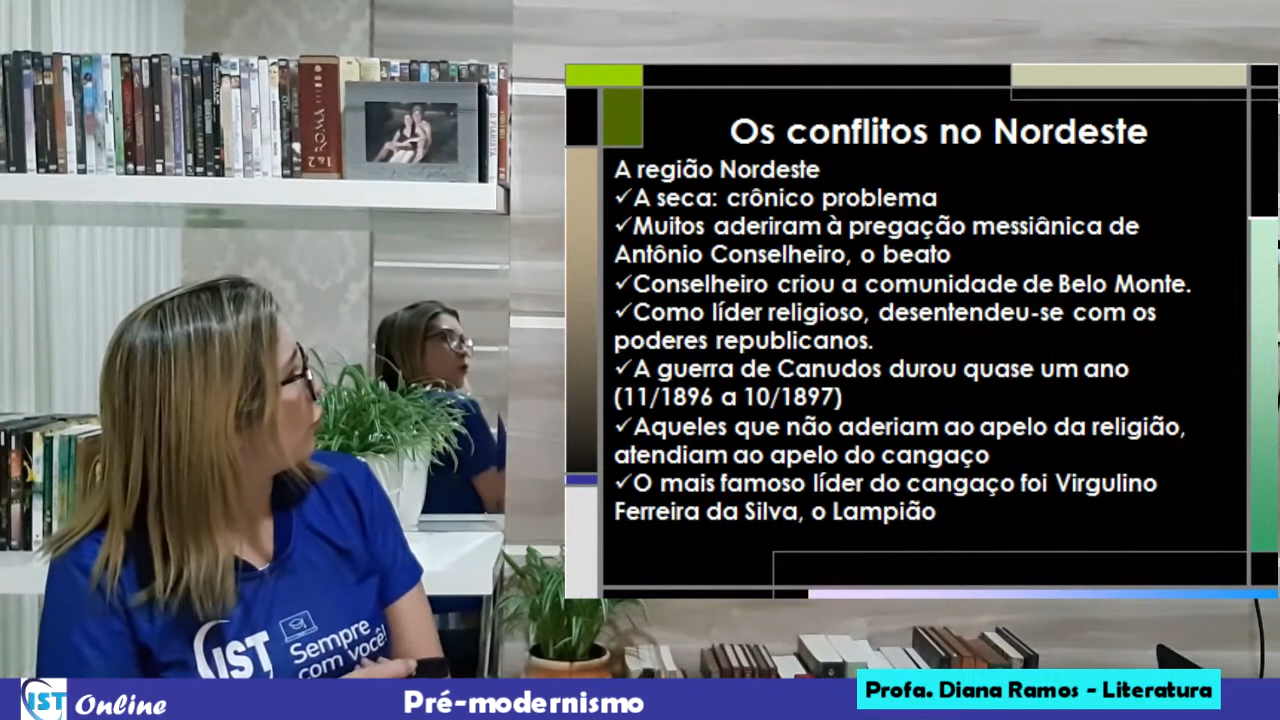 ROMA
1&2
Os conflitos no Nordeste
A região Nordeste
✓A seca: crônico problema
✓Muitos aderiram à pregação messiânica de
Antônio Conselheiro, o beato
✓Conselheiro criou a comunidade de Belo Monte.
✓Como líder religioso, desentendeu-se com os
poderes republicanos.
✓A guerra de Canudos durou quase um ano
(11/1896 a 10/1897)
✓Aqueles que não aderiam ao apelo da religião,
atendiam ao apelo do cangaço
✓O mais famoso líder do cangaço foi Virgulino
Ferreira da Silva, o Lampião
IST
Sempre
com você!
IST Online
Pré-modernismo
Profa. Diana Ramos - Literatura